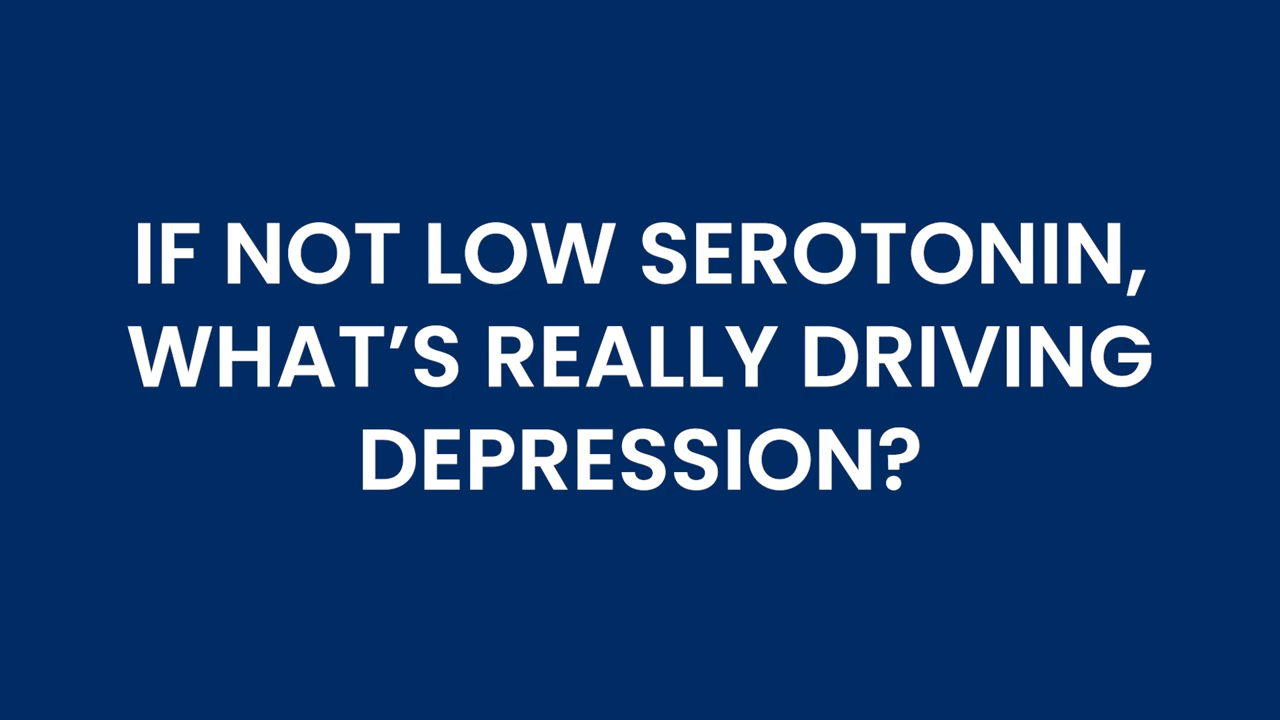 IF NOT LOW SEROTONIN,
WHAT’S REALLY DRIVING
DEPRESSION?